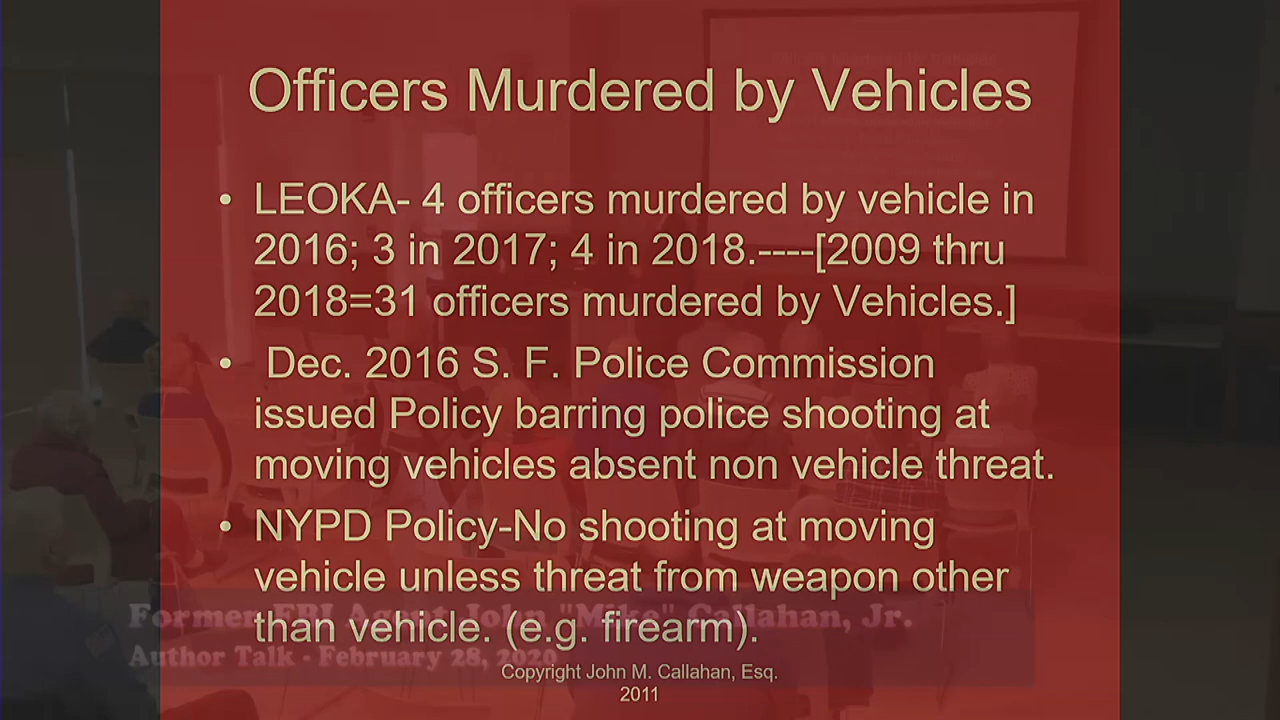 Officers Murdered by Vehicles
• LEOKA- 4 officers murdered by vehicle in
2016; 3 in 2017; 4 in 2018.----[2009 thru
2018=31 officers murdered by Vehicles.]
• Dec. 2016 S. F. Police Commission
issued Policy barring police shooting at
moving vehicles absent non vehicle threat.
• NYPD Policy-No shooting at moving
vehicle unless threat from weapon other
than vehicle. (e.g. firearm).
Former FBI Agent John "Mike" Callahan, Jr.
Author Talk - February 28, 2020
Copyright John M. Callahan, Esq.
2011